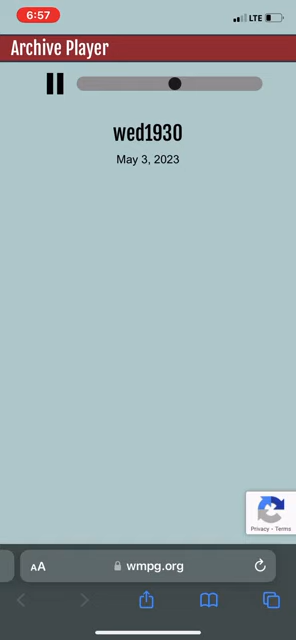 6:57
LTE
Archive Player
wed1930
May 3, 2023
Privacy - Terms
AA
wmpg.org